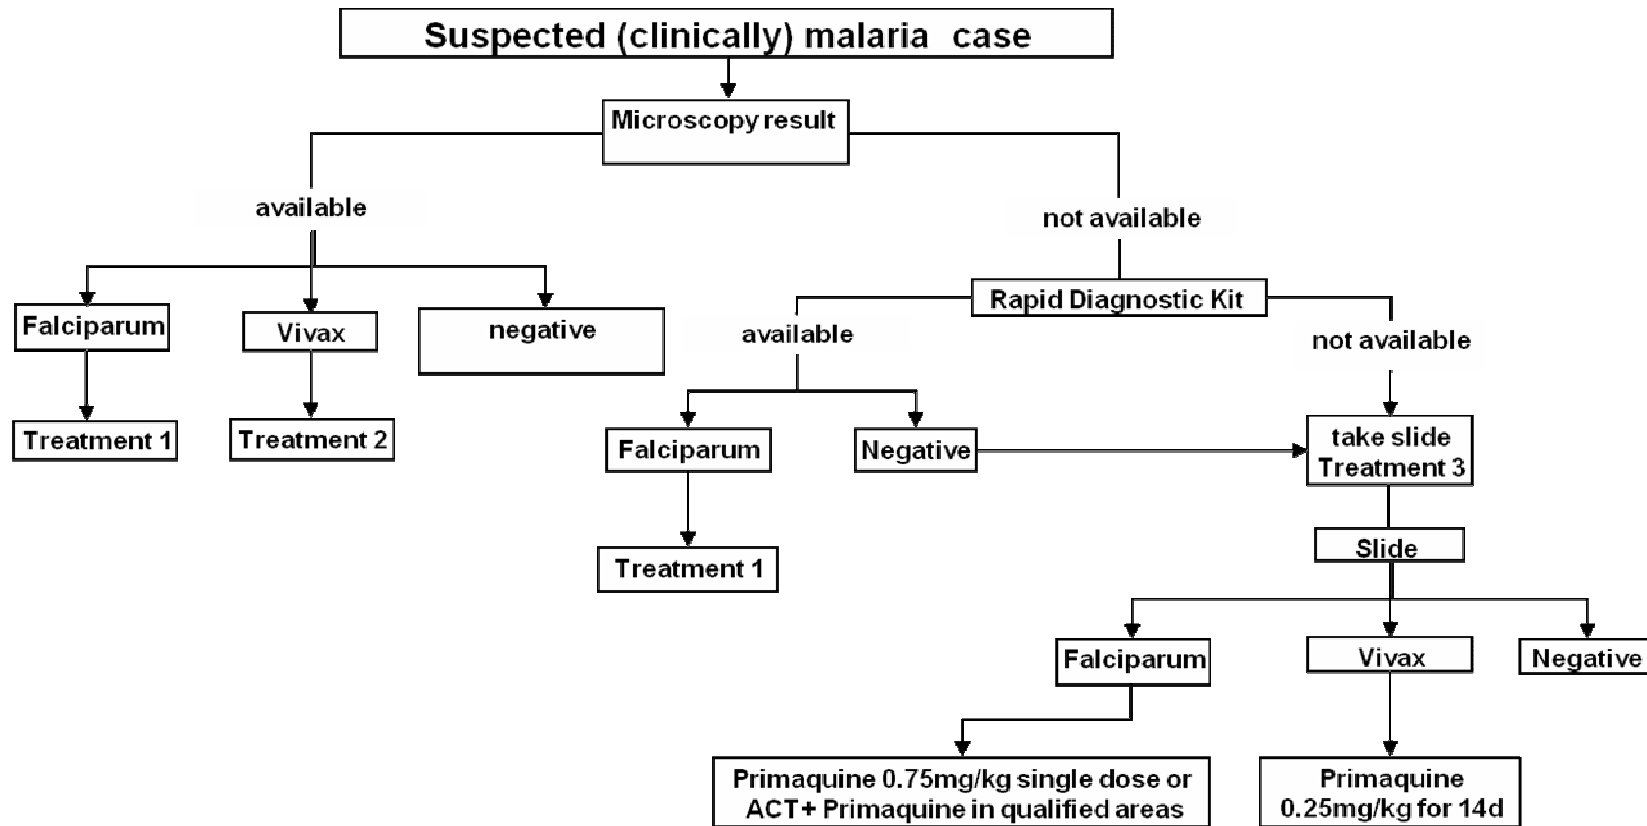 Suspected (clinically) malaria case
Microscopy result
available
not available
Rapid Diagnostic Kit
Falciparum
Vivax
negative
available
not available
Treatment 1
Treatment 2
Falciparum
Negative
take slide
Treatment 3
Treatment 1
Slide
Falciparum
Vivax
Negative
Primaquine 0.75mg/kg single dose or
ACT+ Primaquine in qualified areas
Primaquine
0.25mg/kg for 14d